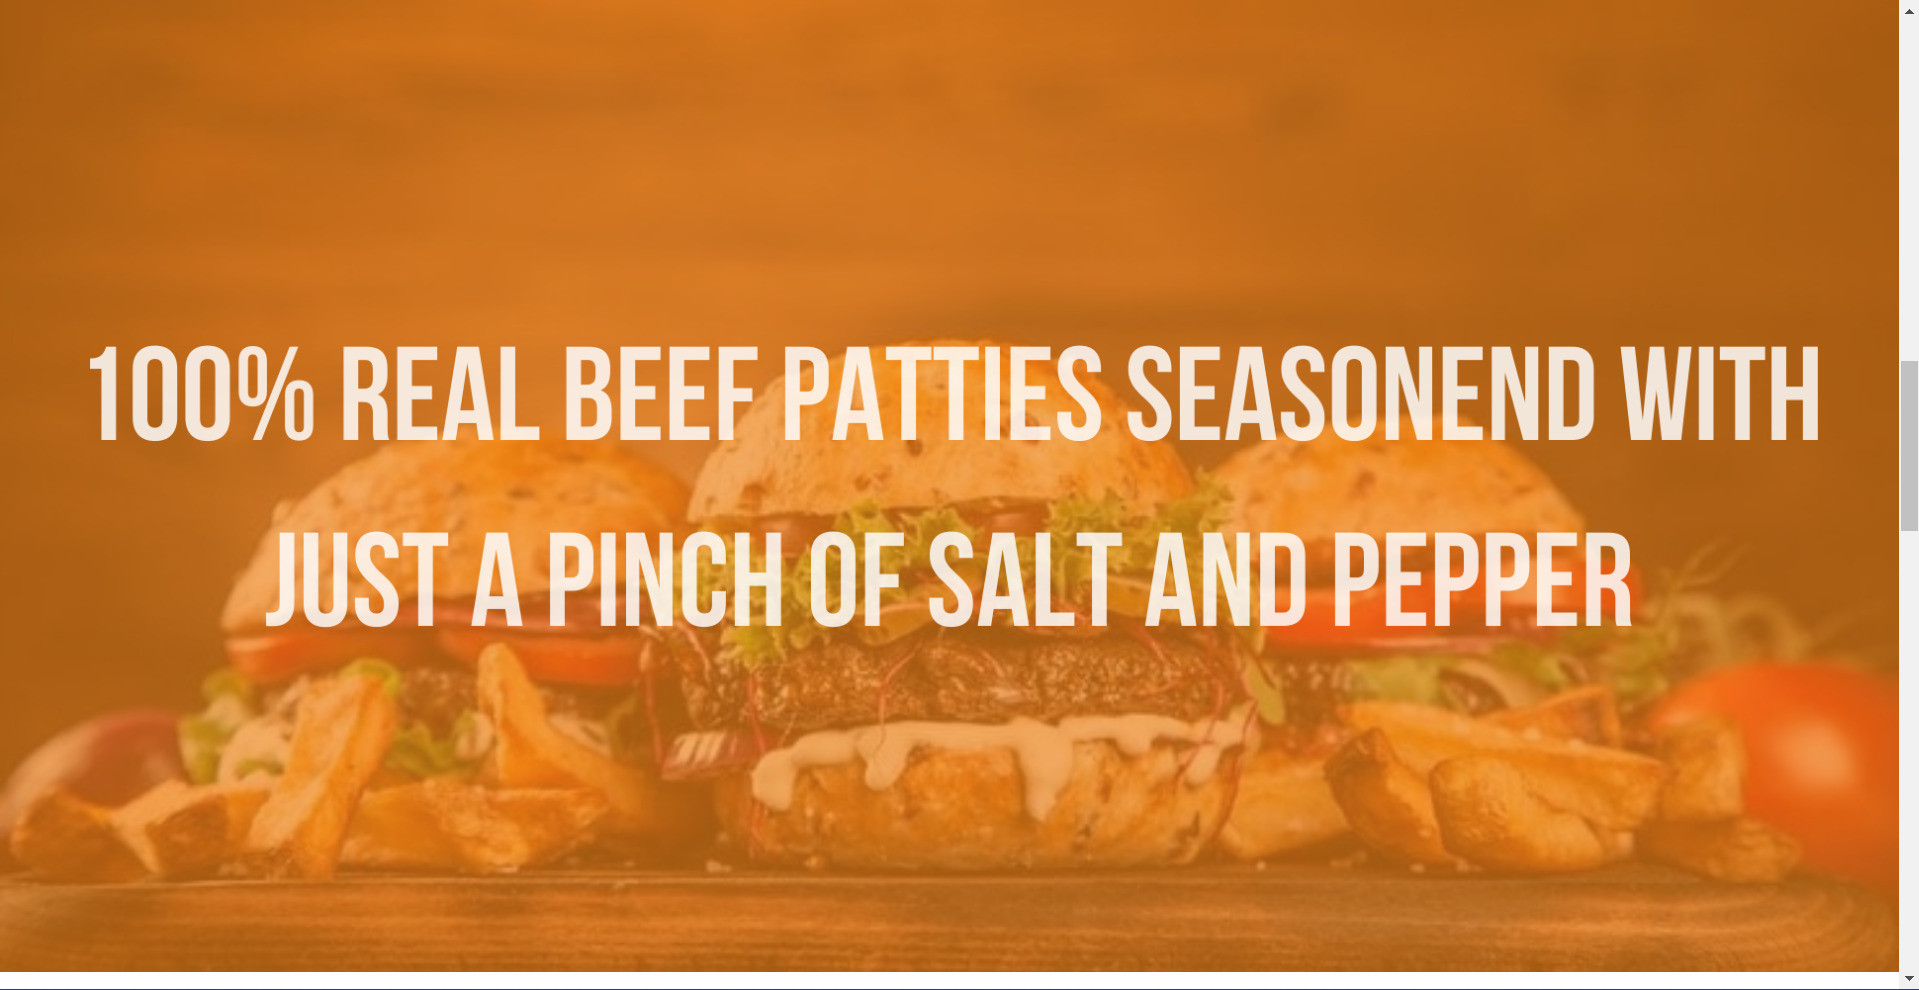 100% REAL BEEF PATTIES SEASONEND WITH
JUST A PINCH OF SALT AND PEPPER